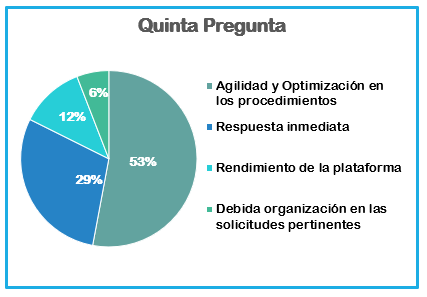 Quinta Pregunta
6%
12%
53%
29%
Agilidad y Optimización en
los procedimientos
Respuesta inmediata
Rendimiento de la plataforma
Debida organización en las
solicitudes pertinentes